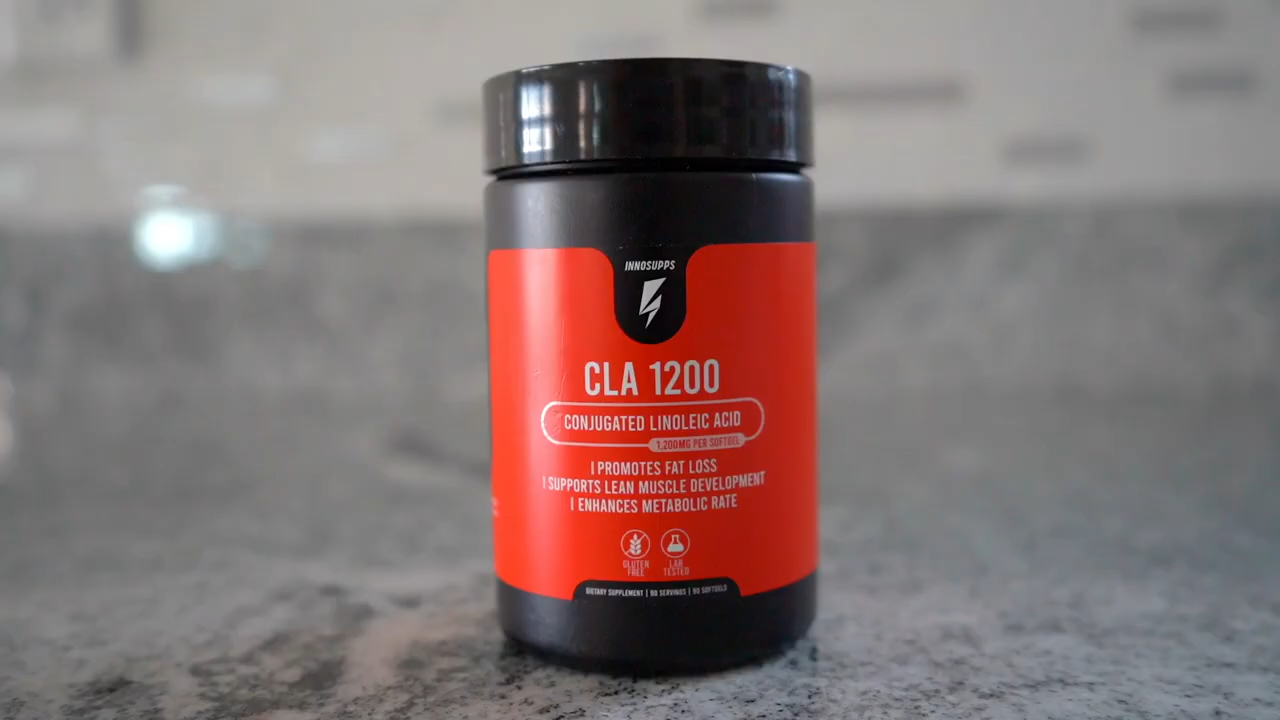 INNOSUPPS
CLA 1200
CONJUGATED LINOLEIC ACID
1,200MG PER SOFTGEL
| PROMOTES FAT LOSS
| SUPPORTS LEAN MUSCLE DEVELOPMENT
| ENHANCES METABOLIC RATE
GLUTEN FREE
LAB TESTED
DIETARY SUPPLEMENT | 90 SERVINGS | 90 SOFTGELS